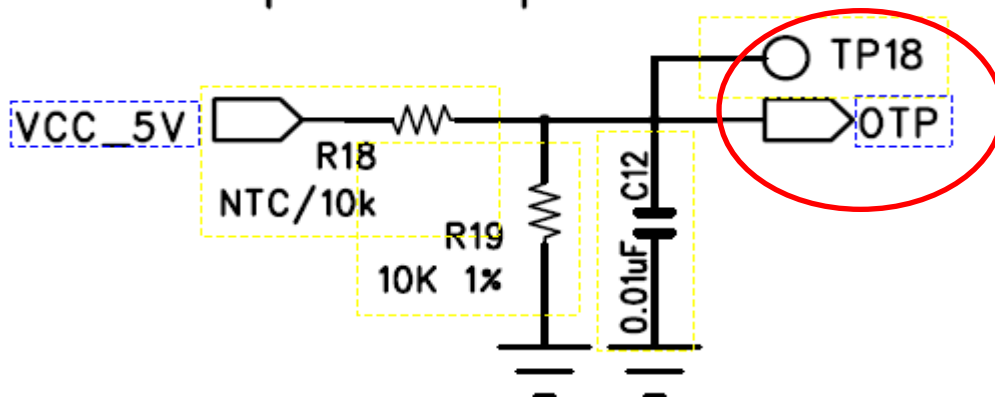 TP18
VCC_5V
OTP
R18
NTC/10k
C12
R19
10K 1%
0.01uF